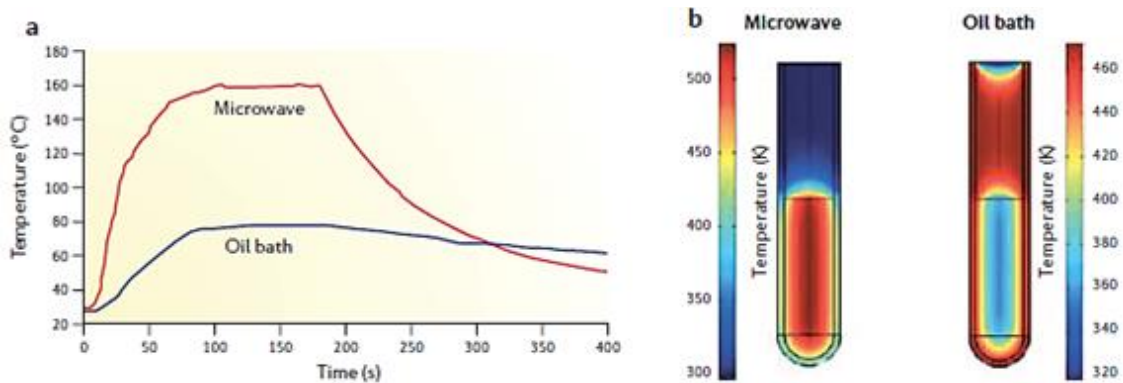 a
Temperature (°C)
180
160
140
120
100
80
60
40
20
Microwave
Oil bath
0 50 100 150 200 250 300 350 400
Time (s)
b
Microwave
Oil bath
500
450
400
350
300
Temperature (K)
Temperature (K)
460
440
420
400
380
360
340
320